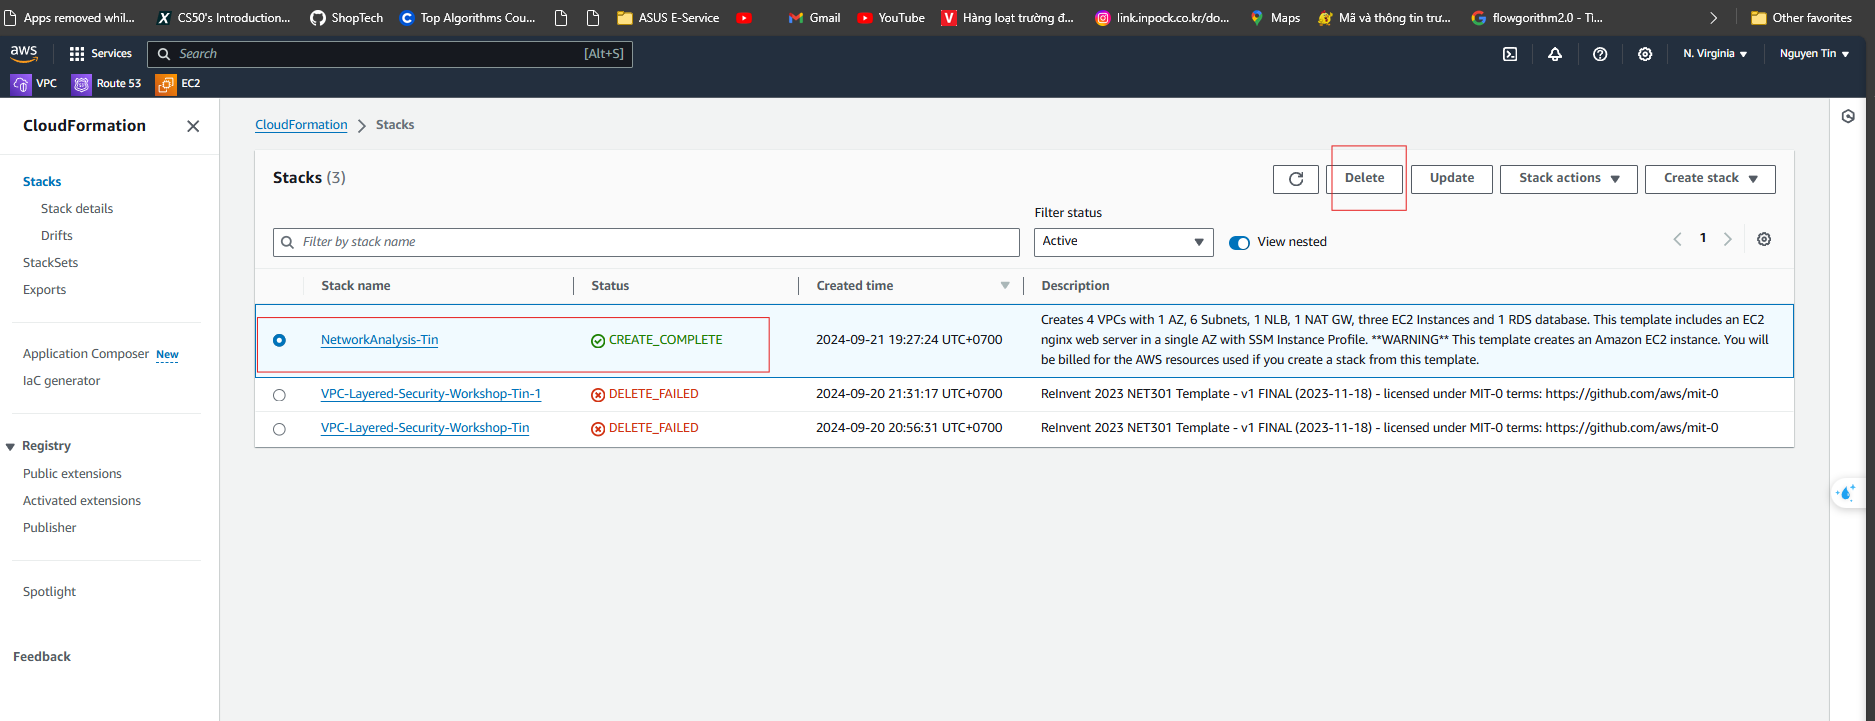 Apps removed whil... CS50's Introduction... ShopTech Top Algorithms Cou... ASUS E-Service Gmail YouTube Hàng loạt trường đ... link.inpock.co.kr/do... Maps Mã và thông tin trư... flowgorithm2.0 - Tì... Other favorites
aws Services Search [Alt+S] N. Virginia Nguyen Tin
VPC Route 53 EC2
CloudFormation
Stacks
Stack details
Drifts
StackSets
Exports
Application Composer New
IaC generator
Registry
Public extensions
Activated extensions
Publisher
Spotlight
Feedback
CloudFormation Stacks
Stacks (3)
Delete Update Stack actions Create stack
Filter status
Filter by stack name Active View nested 1
Stack name Status Created time Description
NetworkAnalysis-Tin CREATE_COMPLETE 2024-09-21 19:27:24 UTC+0700
Creates 4 VPCs with 1 AZ, 6 Subnets, 1 NLB, 1 NAT GW, three EC2 Instances and 1 RDS database. This template includes an EC2
nginx web server in a single AZ with SSM Instance Profile. **WARNING** This template creates an Amazon EC2 instance. You will
be billed for the AWS resources used if you create a stack from this template.
VPC-Layered-Security-Workshop-Tin-1 DELETE_FAILED 2024-09-20 21:31:17 UTC+0700 ReInvent 2023 NET301 Template - v1 FINAL (2023-11-18) - licensed under MIT-0 terms: https://github.com/aws/mit-0
VPC-Layered-Security-Workshop-Tin DELETE_FAILED 2024-09-20 20:56:31 UTC+0700 ReInvent 2023 NET301 Template - v1 FINAL (2023-11-18) - licensed under MIT-0 terms: https://github.com/aws/mit-0